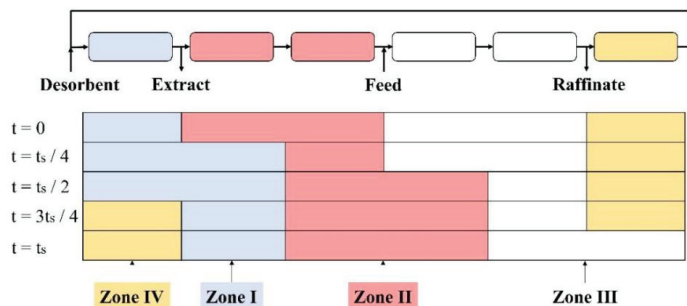 Desorbent Extract Feed Raffinate
t = 0
t = ts / 4
t = ts / 2
t = 3ts / 4
t = ts
Zone IV Zone I Zone II Zone III